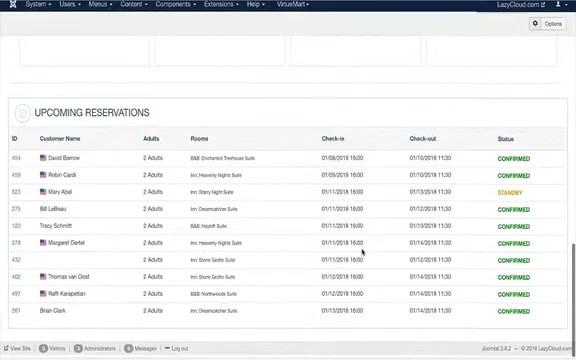 System Users Menus Content Components Extensions Help VirtueMart LazyCloud.com
Options
UPCOMING RESERVATIONS
ID Customer Name Adults Rooms Check-in Check-out Status
454 David Barrow 2 Adults B&B: Enchanted Treehouse Suite 01/08/2018 16:00 01/10/2018 11:30 CONFIRMED
459 Robin Cardi 2 Adults Inn: Heavenly Nights Suite 01/09/2018 16:00 01/10/2018 11:30 CONFIRMED
523 Mary Abel 2 Adults Inn: Starry Night Suite 01/11/2018 16:00 01/13/2018 11:30 STANDBY
275 Bill LeBeau 2 Adults Inn: Dreamcatcher Suite 01/11/2018 16:00 01/12/2018 11:30 CONFIRMED
120 Tracy Schmitt 2 Adults B&B: Hayloft Suite 01/11/2018 16:00 01/13/2018 11:30 CONFIRMED
378 Margaret Oertel 2 Adults Inn: Heavenly Nights Suite 01/11/2018 16:00 01/14/2018 11:30 CONFIRMED
432 2 Adults Inn: Stone Grotto Suite 01/11/2018 16:00 01/12/2018 11:30 CONFIRMED
402 Thomas van Oost 2 Adults Inn: Stone Grotto Suite 01/12/2018 16:00 01/14/2018 11:30 CONFIRMED
497 Raffi Karapetian 2 Adults B&B: Northwoods Suite 01/12/2018 16:00 01/14/2018 11:30 CONFIRMED
261 Brian Clark 2 Adults Inn: Dreamcatcher Suite 01/13/2018 16:00 01/14/2018 11:30 CONFIRMED
View Site Visitors Administrators Messages Log out Joomla! 3.8.2 — © 2018 LazyCloud.com